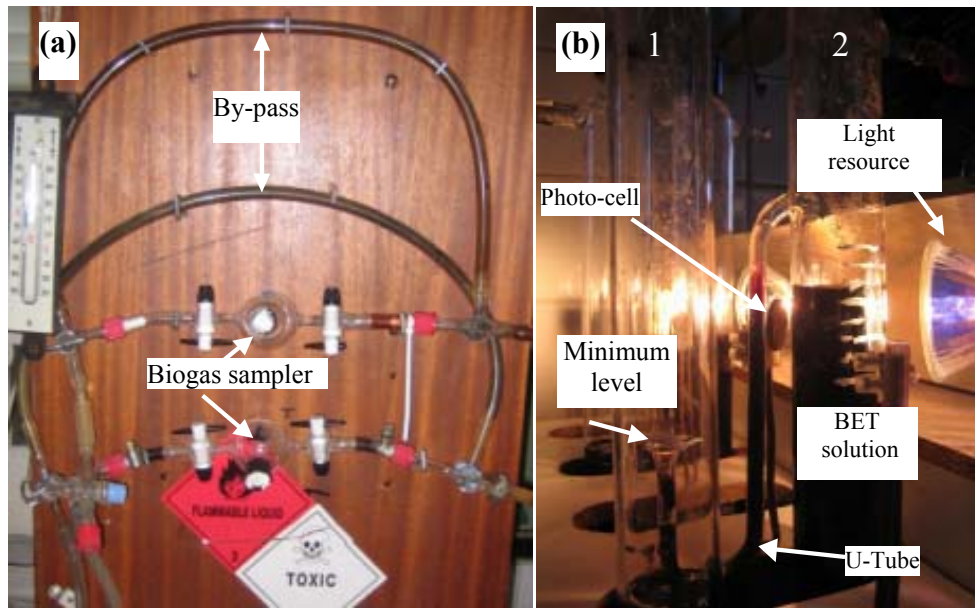 (a)
By-pass
Biogas sampler
FLAMMABLE LIQUID
3
TOXIC
(b)
1
2
Light
resource
Photo-cell
Minimum
level
BET
solution
U-Tube